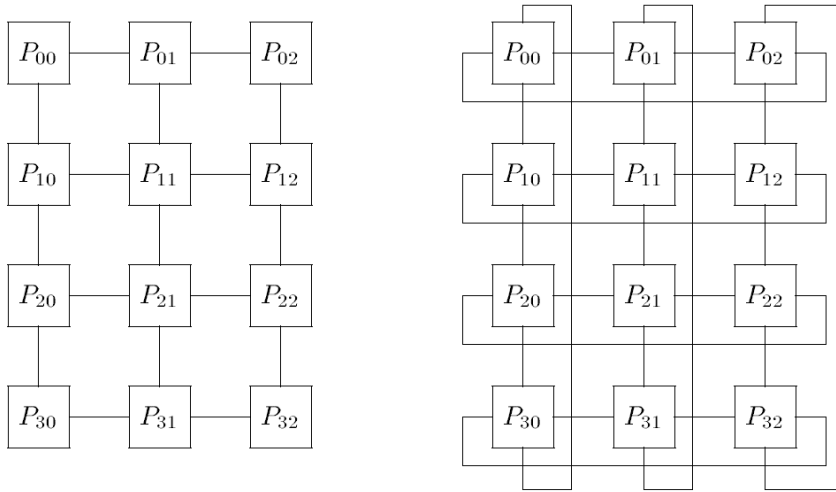 P₀₀ P₀₁ P₀₂ P₀₀ P₀₁ P₀₂
P₁₀ P₁₁ P₁₂ P₁₀ P₁₁ P₁₂
P₂₀ P₂₁ P₂₂ P₂₀ P₂₁ P₂₂
P₃₀ P₃₁ P₃₂ P₃₀ P₃₁ P₃₂